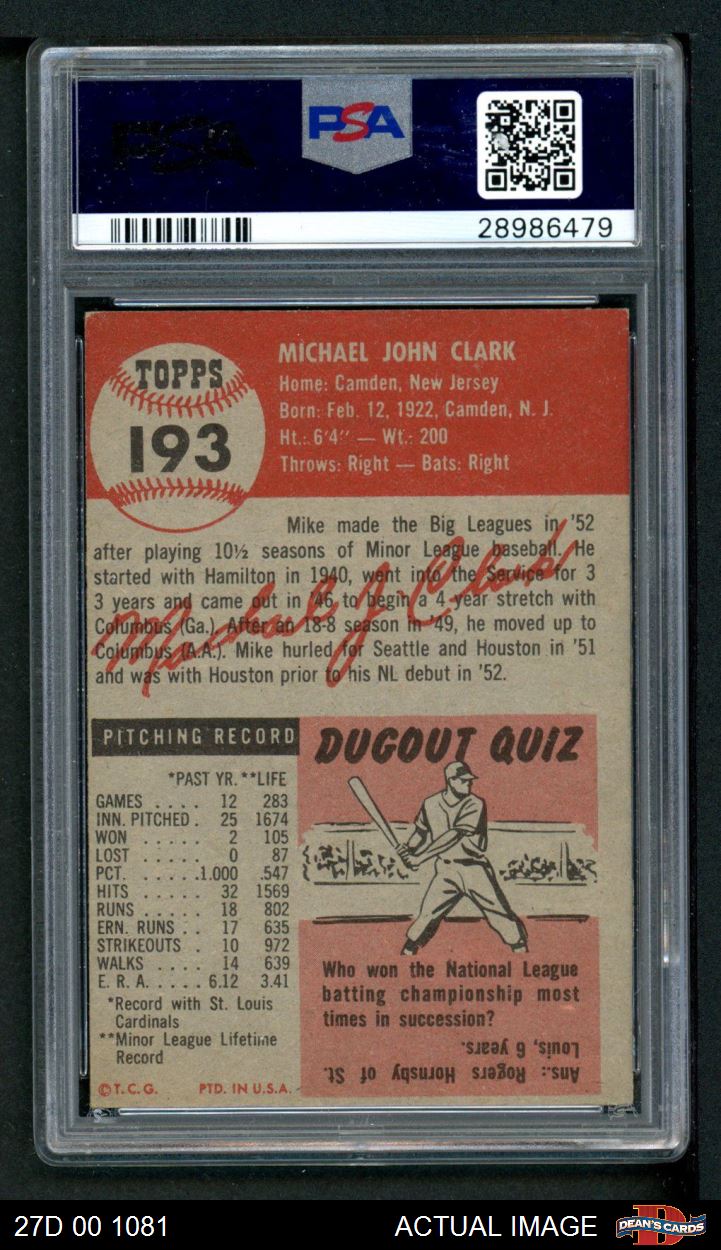 PSA
PSA
28986479
TOPPS
193
MICHAEL JOHN CLARK
Home: Camden, New Jersey
Born: Feb. 12, 1922, Camden, N. J.
Ht.: 6'4" — Wt.: 200
Throws: Right — Bats: Right
Mike made the Big Leagues in '52
after playing 10½ seasons of Minor League baseball. He
started with Hamilton in 1940, went into the Service for 3
3 years and came out in '46 to begin a 4 year stretch with
Columbus (Ga.). After an 18-8 season in '49, he moved up to
Columbus (A.A.). Mike hurled for Seattle and Houston in '51
and was with Houston prior to his NL debut in '52.
Michael J. Clark
PITCHING RECORD
*PAST YR. **LIFE
GAMES . . . . 12 283
INN. PITCHED . 25 1674
WON . . . . . 2 105
LOST . . . . . 0 87
PCT. . . . . .1.000 .547
HITS . . . . . 32 1569
RUNS . . . . . 18 802
ERN. RUNS . . 17 635
STRIKEOUTS . 10 972
WALKS . . . . 14 639
E. R. A. . . . . 6.12 3.41
*Record with St. Louis
Cardinals
**Minor League Lifetime
Record
© T. C. G. PTD. IN U.S.A.
DUGOUT QUIZ
Who won the National League
batting championship most
times in succession?
Ans.: Rogers Hornsby of St.
Louis, 6 years.
27D 00 1081
ACTUAL IMAGE
D
DEAN'S CARDS